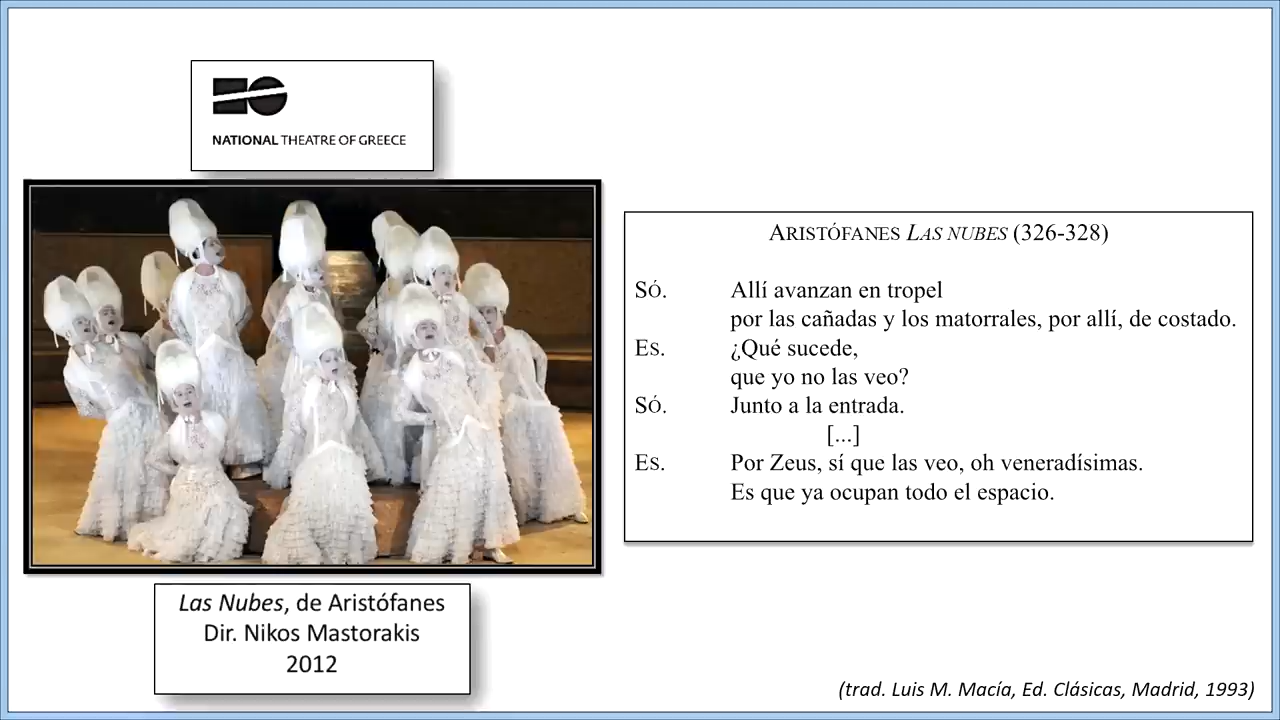 NATIONAL THEATRE OF GREECE
Las Nubes, de Aristófanes
Dir. Nikos Mastorakis
2012
ARISTÓFANES LAS NUBES (326-328)
SÓ. Allí avanzan en tropel
por las cañadas y los matorrales, por allí, de costado.
ES. ¿Qué sucede,
que yo no las veo?
SÓ. Junto a la entrada.
[...]
ES. Por Zeus, sí que las veo, oh veneradísimas.
Es que ya ocupan todo el espacio.
(trad. Luis M. Macía, Ed. Clásicas, Madrid, 1993)